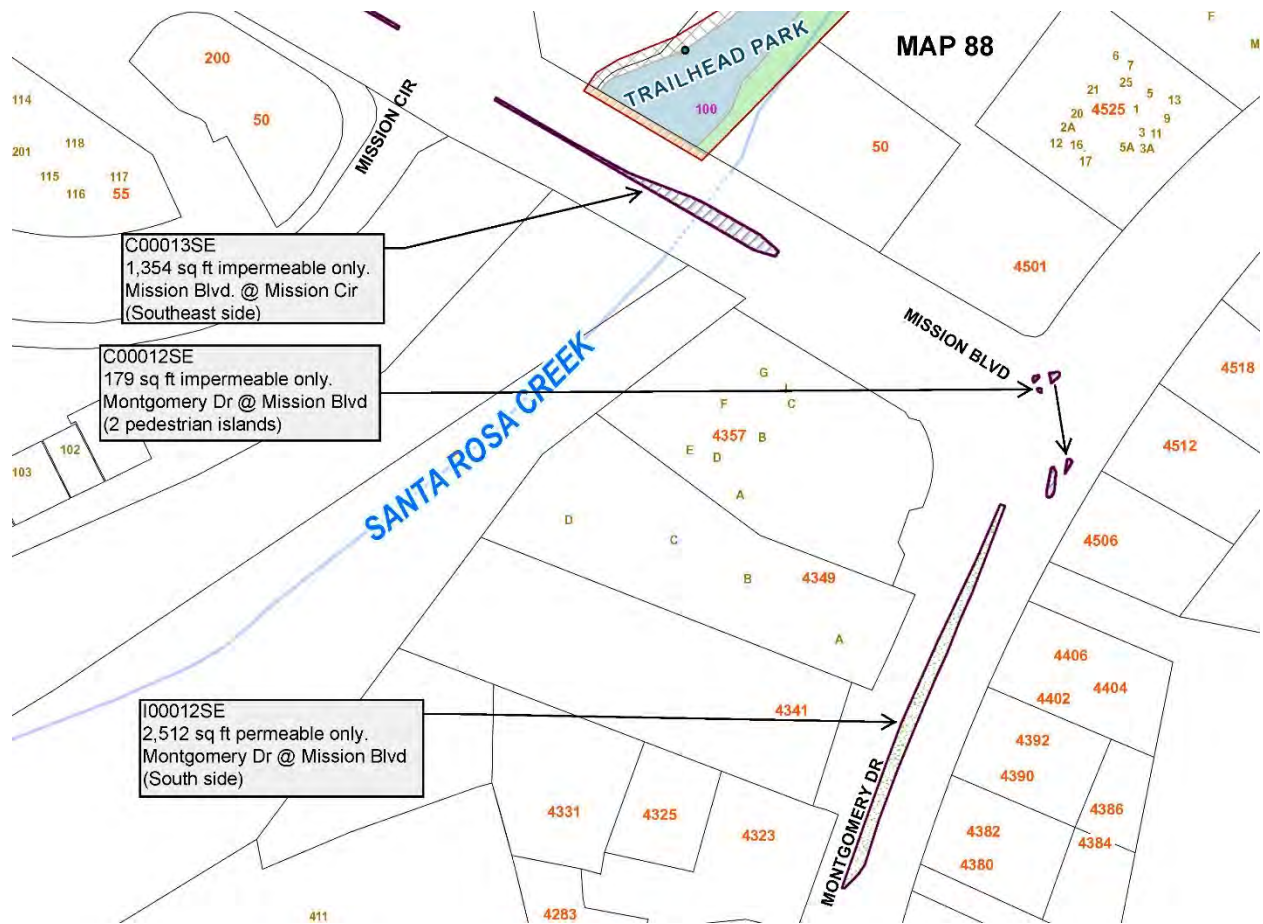 MAP 88
TRAILHEAD PARK
100
200
50
MISSION CIR
114
118
201
115
117
116
55
50
6
7
25
21
5
13
4525
1
20
9
2A
3
11
12
16
5A
3A
17
F
C00013SE
1,354 sq ft impermeable only.
Mission Blvd. @ Mission Cir
(Southeast side)
4501
MISSION BLVD
C00012SE
179 sq ft impermeable only.
Montgomery Dr @ Mission Blvd
(2 pedestrian islands)
SANTA ROSA CREEK
G
F
C
4357
B
E
D
A
4518
4512
4506
102
103
D
C
B
4349
A
4406
4404
4402
4341
I00012SE
2,512 sq ft permeable only.
Montgomery Dr @ Mission Blvd
(South side)
4392
4390
4386
4384
4382
4380
MONTGOMERY DR
4331
4325
4323
4283
411